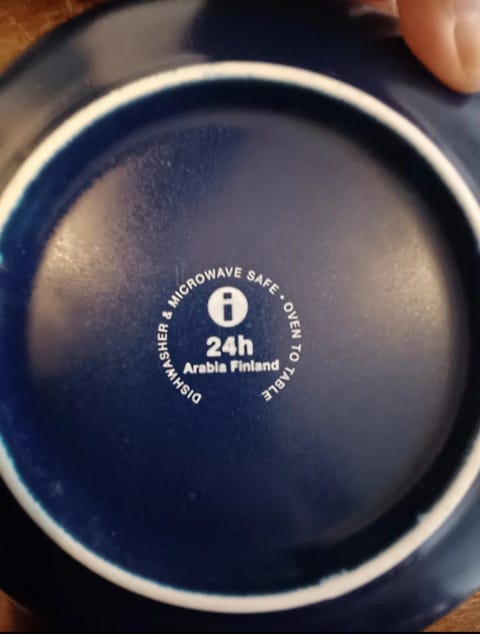 DISHWASHER & MICROWAVE SAFE • OVEN TO TABLE
i
24h
Arabia Finland